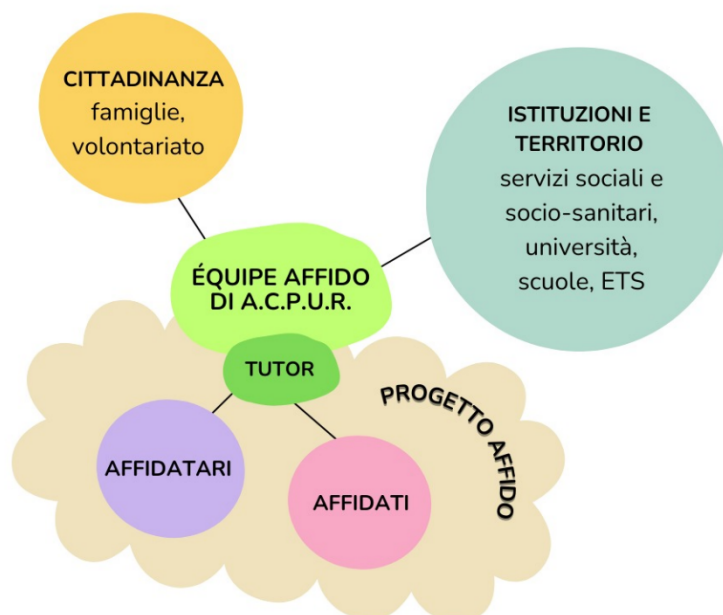 CITTADINANZA
famiglie,
volontariato
ISTITUZIONI E
TERRITORIO
servizi sociali e
socio-sanitari,
università,
scuole, ETS
ÉQUIPE AFFIDO
DI A.C.P.U.R.
TUTOR
PROGETTO AFFIDO
AFFIDATARI
AFFIDATI